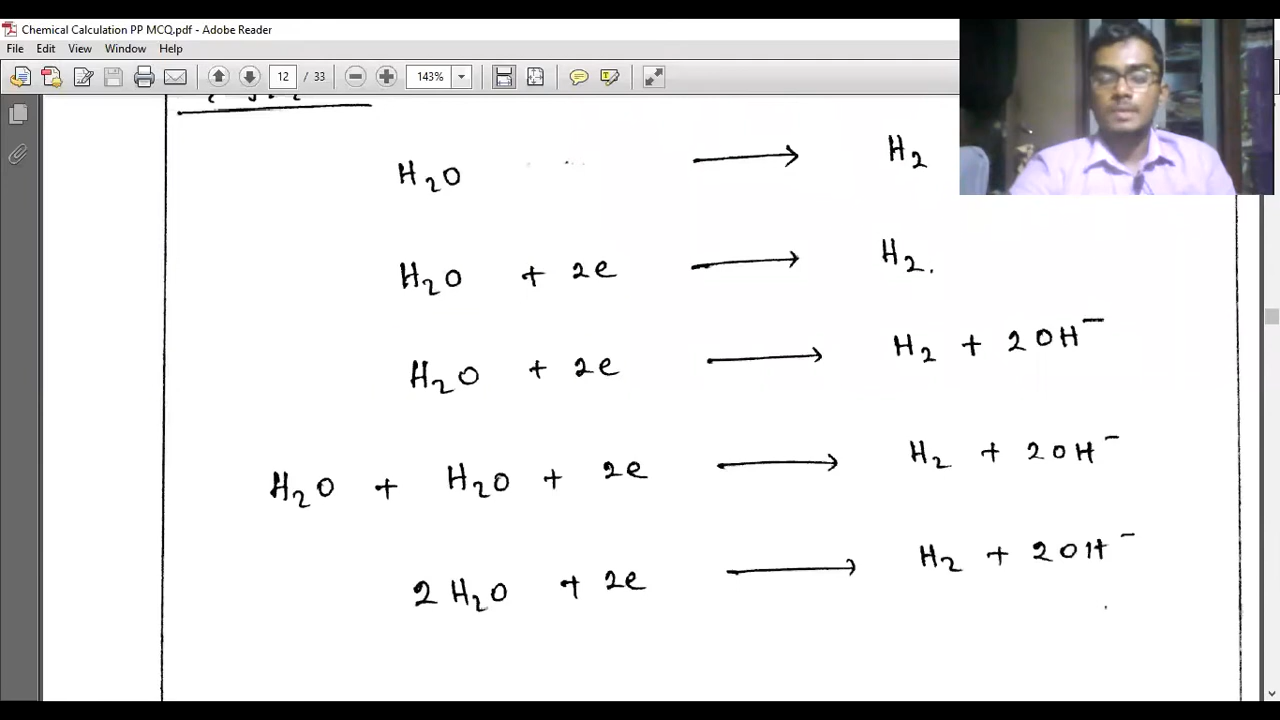 Chemical Calculation PP MCQ.pdf - Adobe Reader
File Edit View Window Help
12 / 33 143%
H₂O ⟶ H₂
H₂O + 2e ⟶ H₂.
H₂O + 2e ⟶ H₂ + 2OH⁻
H₂O + H₂O + 2e ⟶ H₂ + 2OH⁻
2H₂O + 2e ⟶ H₂ + 2OH⁻